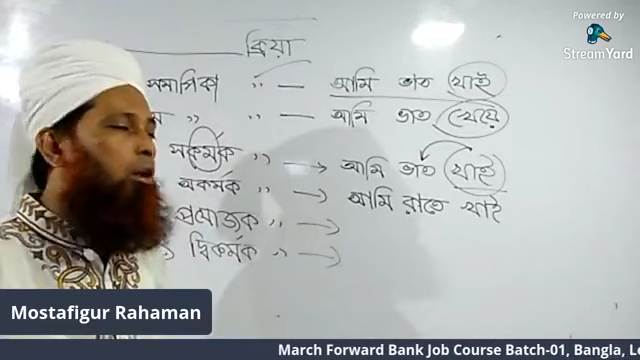 Powered by
StreamYard
ক্রিয়া
সমাপিকা " — আমি ভাত খাই
" " — আমি ভাত খেয়ে
সকর্মক " → আমি ভাত খাই
অকর্মক " → আমি রাতে খাই
প্রযোজক " →
দ্বিকর্মক " →
Mostafigur Rahaman
March Forward Bank Job Course Batch-01, Bangla, Le